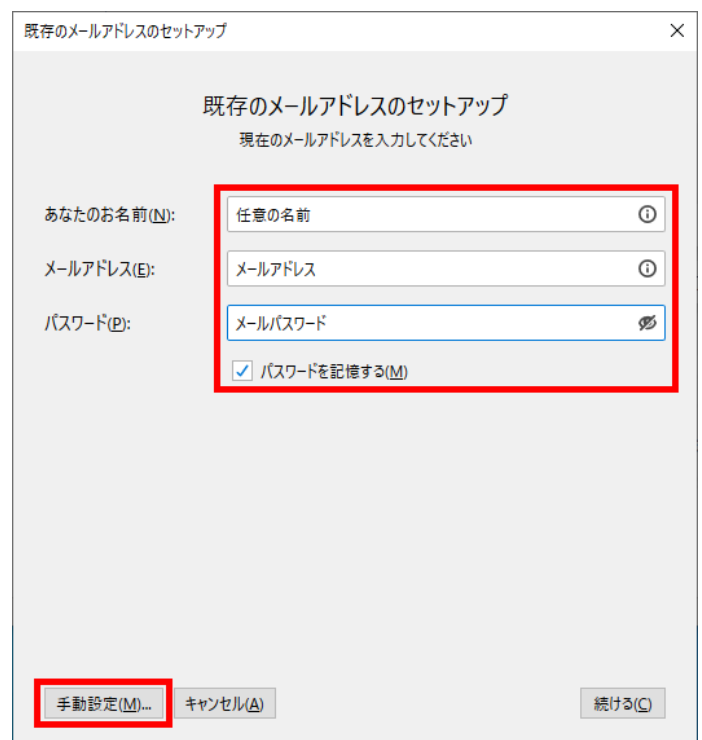 既存のメールアドレスのセットアップ
既存のメールアドレスのセットアップ
現在のメールアドレスを入力してください
あなたのお名前(N): 任意の名前
メールアドレス(E): メールアドレス
パスワード(P): メールパスワード
パスワードを記憶する(M)
手動設定(M)... キャンセル(A) 続ける(C)